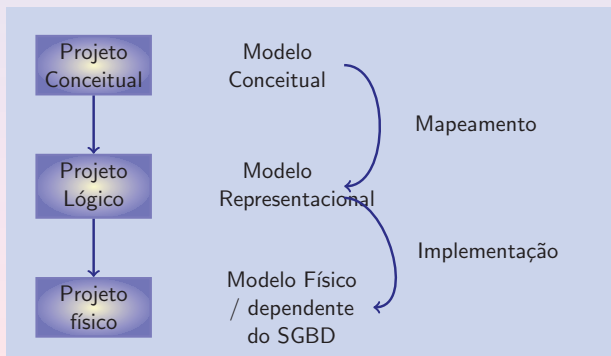 Projeto
Conceitual
Modelo
Conceitual
Mapeamento
Projeto
Lógico
Modelo
Representacional
Implementação
Projeto
físico
Modelo Físico
/ dependente
do SGBD